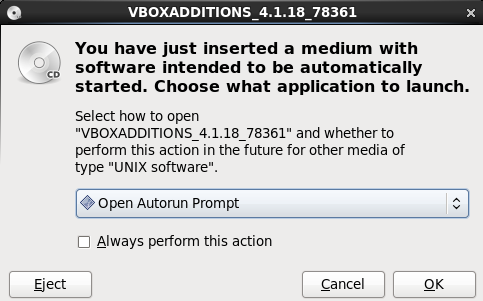 VBOXADDITIONS_4.1.18_78361
You have just inserted a medium with
software intended to be automatically
started. Choose what application to launch.
CD
Select how to open
"VBOXADDITIONS_4.1.18_78361" and whether to
perform this action in the future for other media of
type "UNIX software".
Open Autorun Prompt
Always perform this action
Eject
Cancel
OK